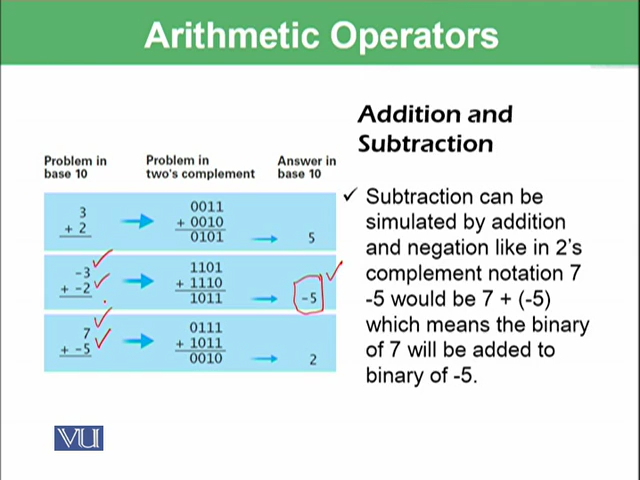 Arithmetic Operators
Addition and
Subtraction
Problem in
base 10
Problem in
two's complement
Answer in
base 10
3
+ 2
0011
+ 0010
0101
5
-3
+ -2
1101
+ 1110
1011
-5
7
+ -5
0111
+ 1011
0010
2
✓ Subtraction can be
simulated by addition
and negation like in 2's
complement notation 7
-5 would be 7 + (-5)
which means the binary
of 7 will be added to
binary of -5.
VU